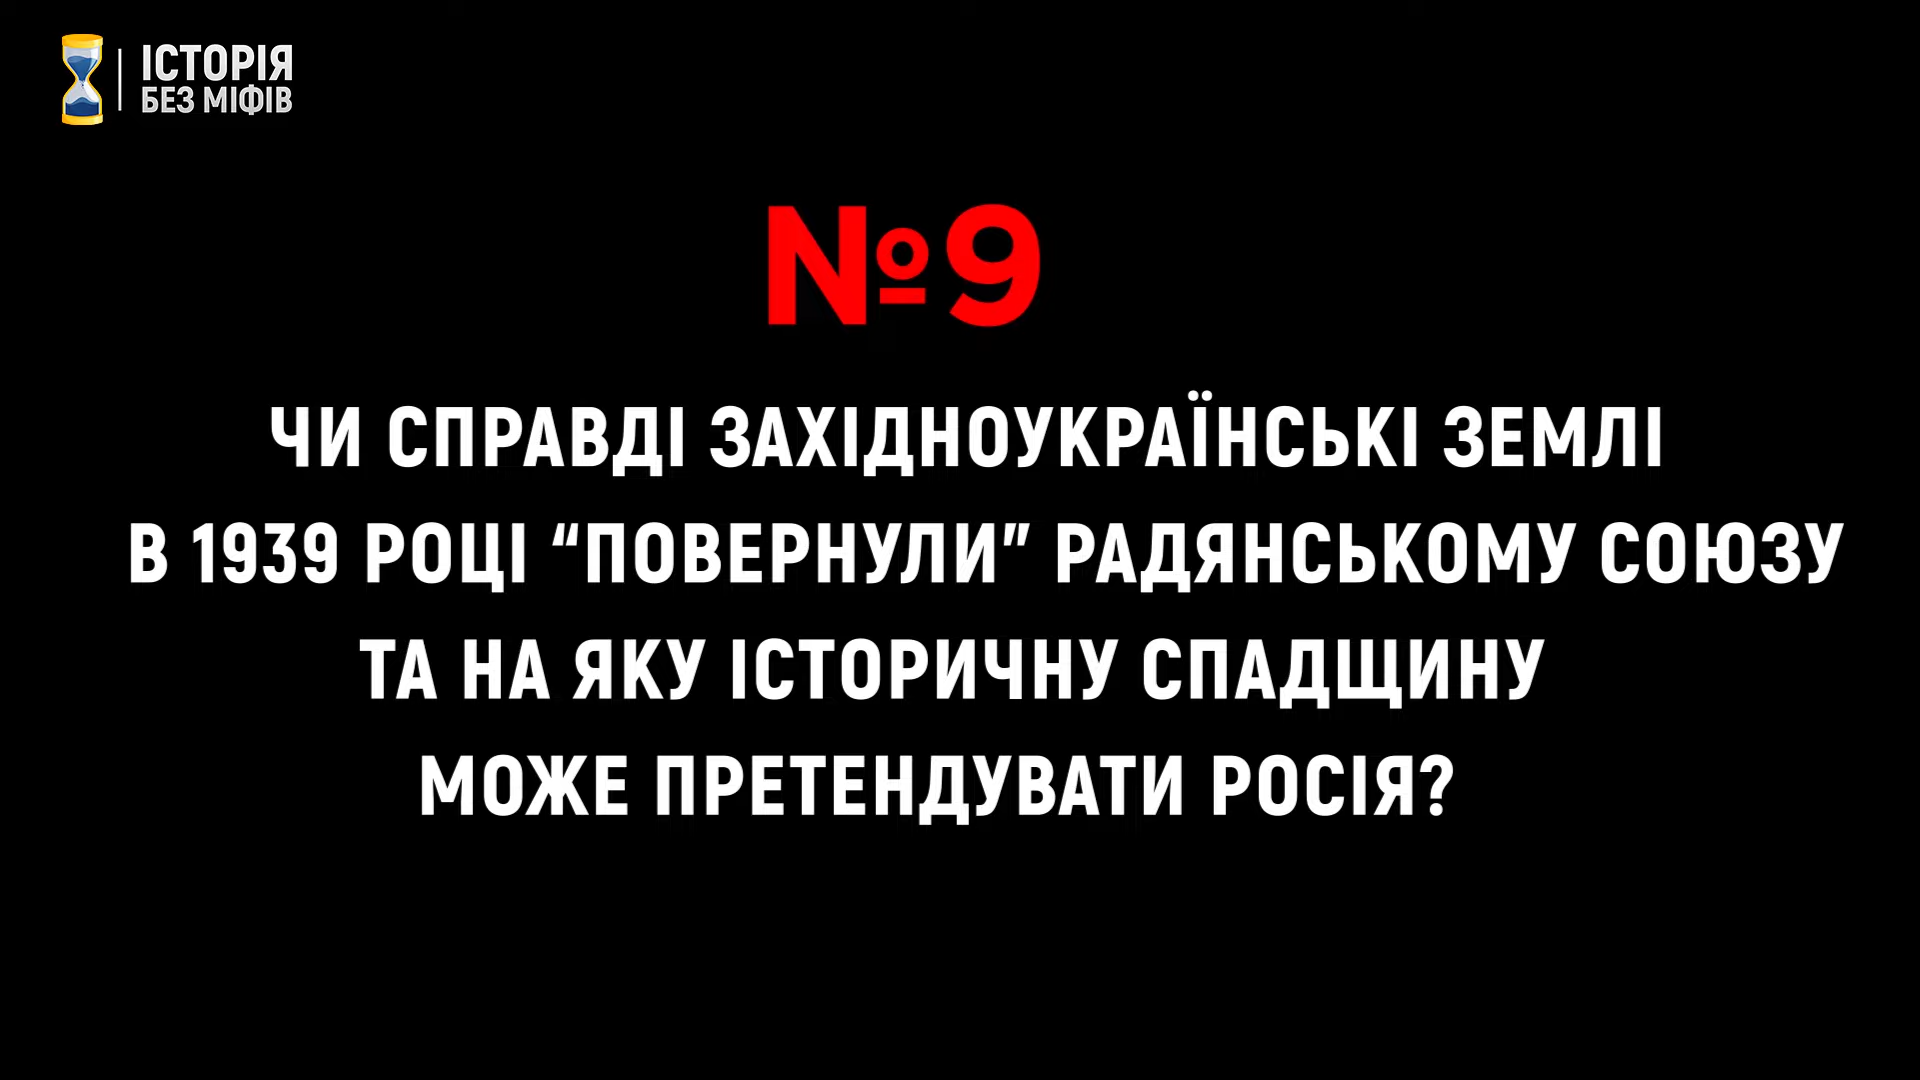 ІСТОРІЯ
БЕЗ МІФІВ
№9
ЧИ СПРАВДІ ЗАХІДНОУКРАЇНСЬКІ ЗЕМЛІ
В 1939 РОЦІ “ПОВЕРНУЛИ” РАДЯНСЬКОМУ СОЮЗУ
ТА НА ЯКУ ІСТОРИЧНУ СПАДЩИНУ
МОЖЕ ПРЕТЕНДУВАТИ РОСІЯ?